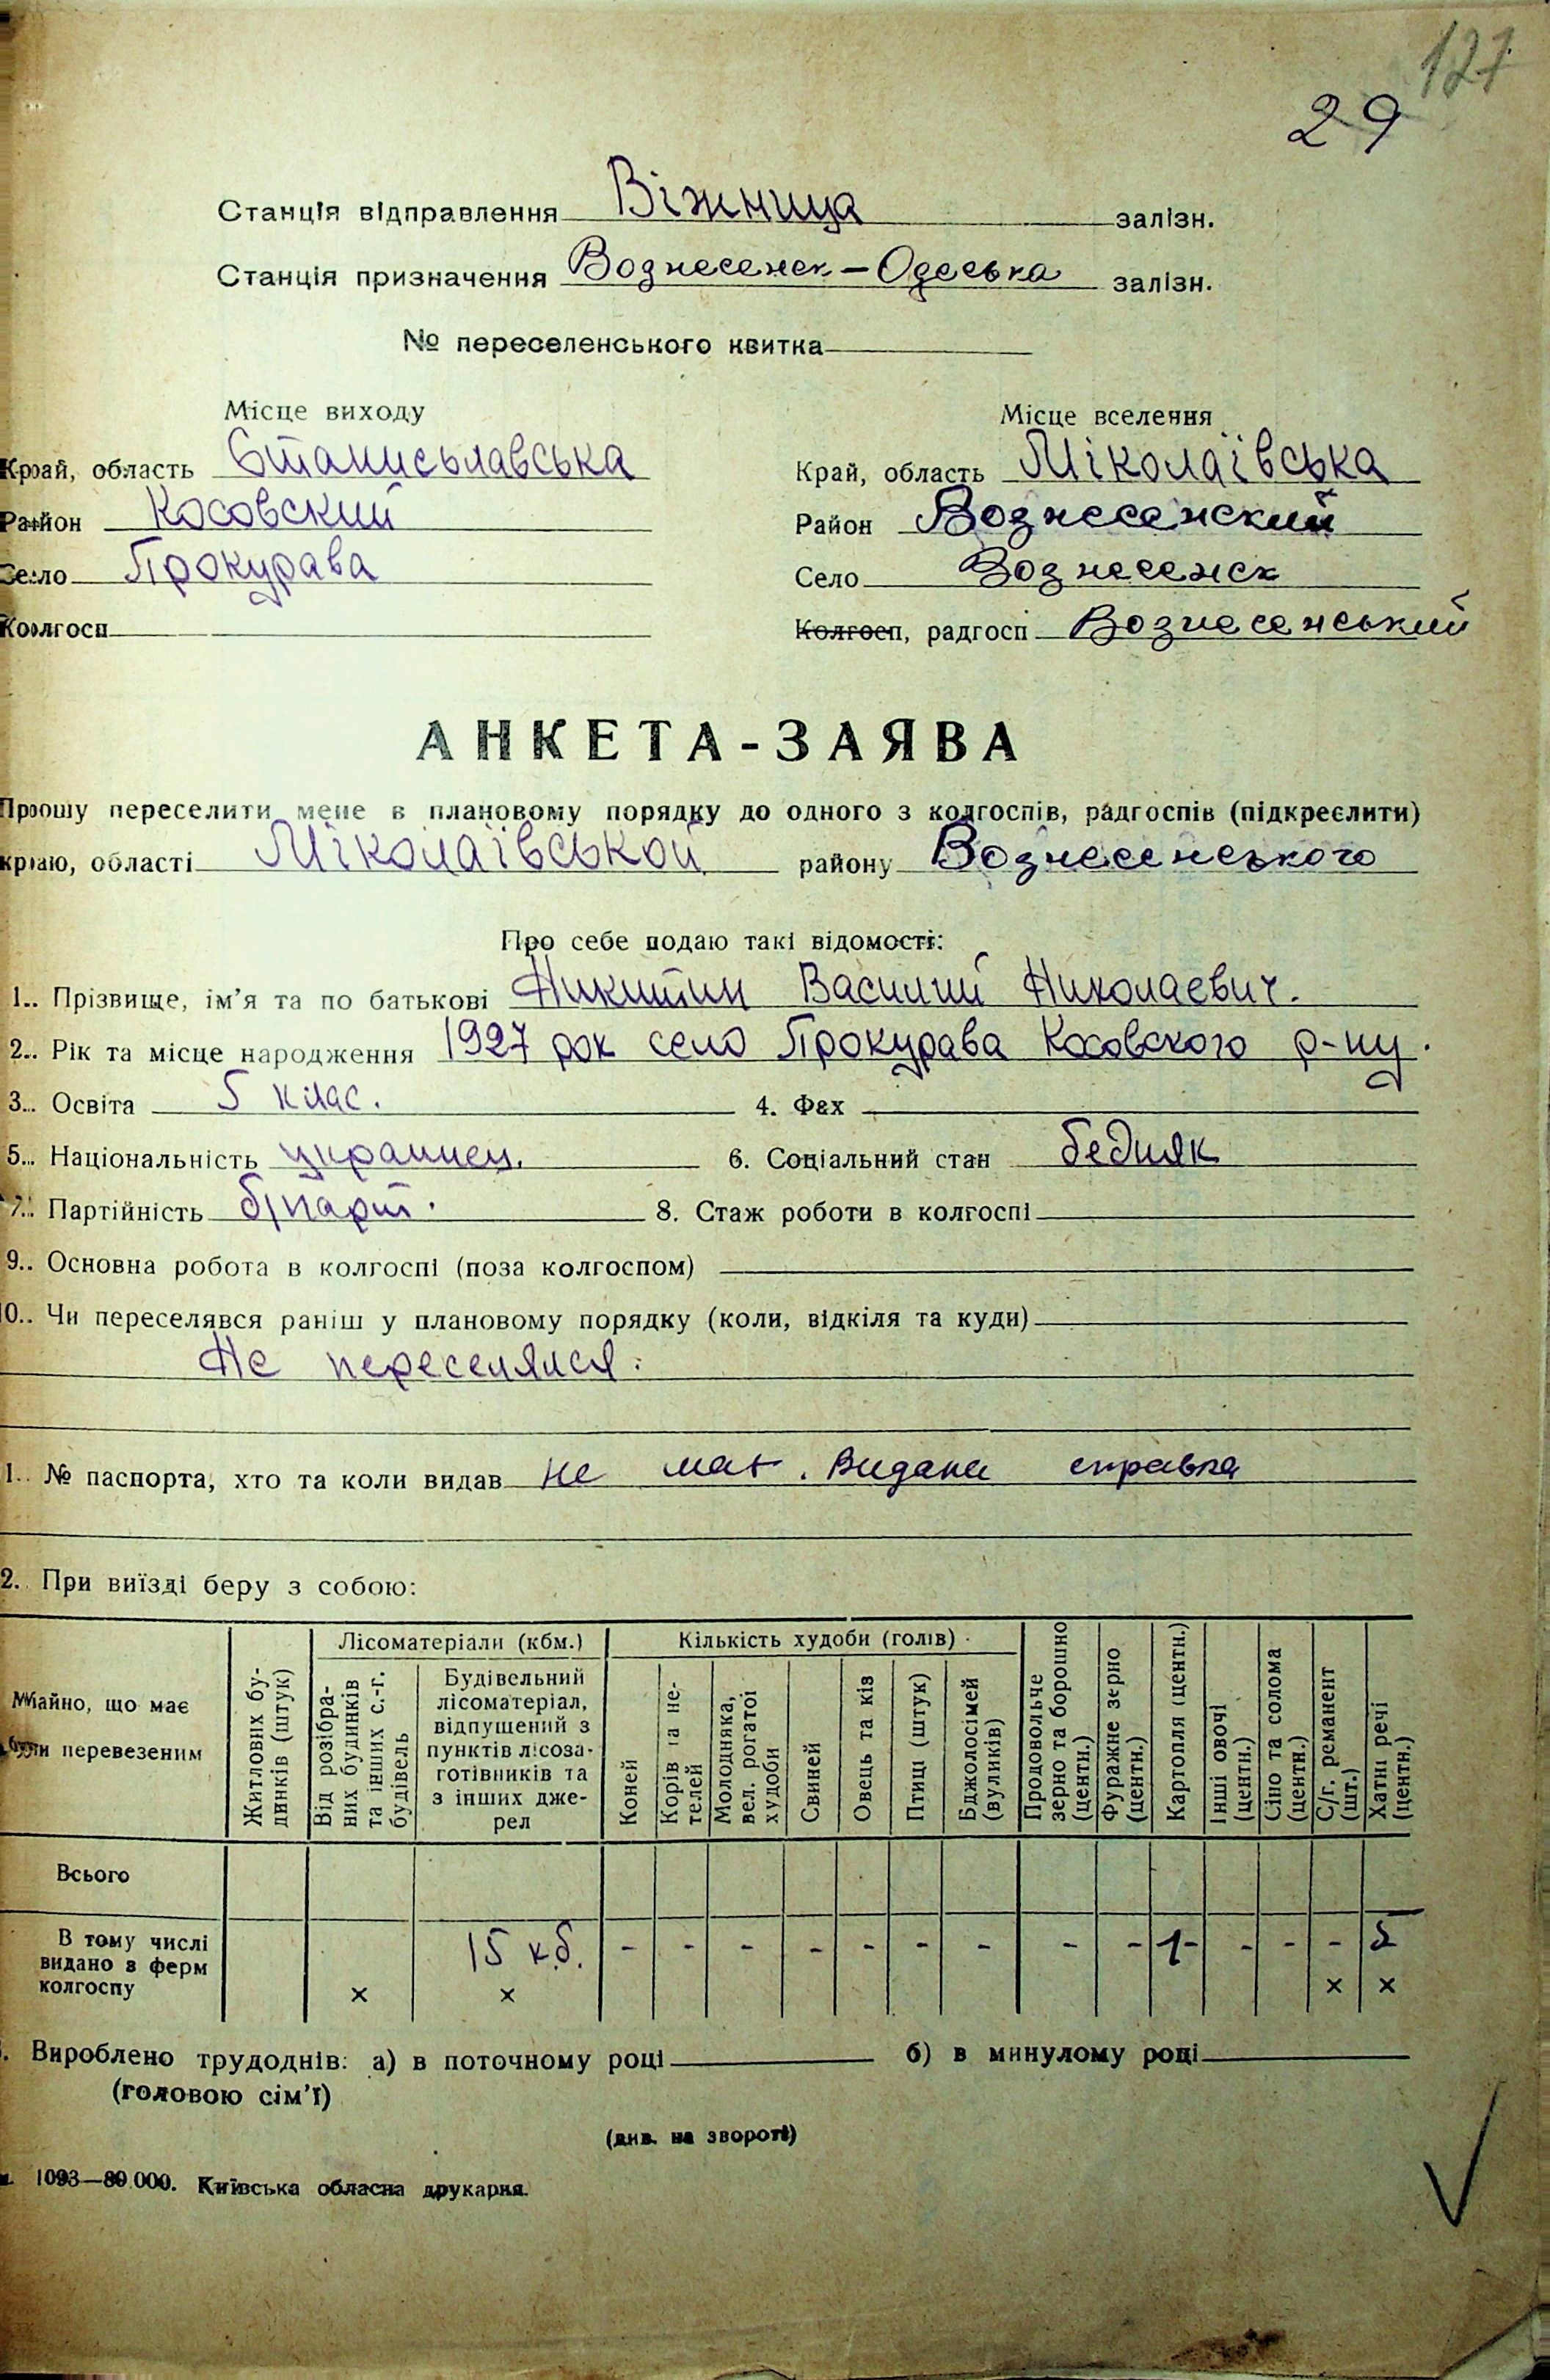 127
29
Станція відправлення Віжница залізн.
Станція призначення Вознесенск – Одеська залізн.
№ переселенського квитка
Місце виходу
Край, область Станисьлавська
Район Косовский
Село Прокурава
Колгосп
Місце вселення
Край, область Міколаївська
Район Вознесенский
Село Вознесенск
Колгосп, радгосп Вознесенський
АНКЕТА-ЗАЯВА
Прошу переселити мене в плановому порядку до одного з колгоспів, радгоспів (підкреслити)
краю, області Міколаївськой району Вознесенського
Про себе подаю такі відомості:
1. Прізвище, ім’я та по батькові Никитин Василий Николаевич.
2. Рік та місце народження 1927 рок село Прокурава Косовского р-ну.
3. Освіта 5 клас. 4. Фах
5. Національність украинец. 6. Соціальний стан бедняк
7. Партійність б/парт. 8. Стаж роботи в колгоспі
9. Основна робота в колгоспі (поза колгоспом)
10. Чи переселявся раніш у плановому порядку (коли, відкіля та куди)
Не переселялся.
1. № паспорта, хто та коли видав не має. Видана справка
2. При виїзді беру з собою:
Майно, що має бути перевезеним
Житлових будинків (штук)
Лісоматеріали (кбм.)
Від розібраних будинків та інших с.-г. будівель
Будівельний лісоматеріал, відпущений з пунктів лісозаготівників та з інших джерел
Кількість худоби (голів)
Коней
Корів та нетелей
Молодняка, вел. рогатої худоби
Свиней
Овець та кіз
Птиці (штук)
Бджолосімей (вуликів)
Продовольче зерно та борошно (центн.)
Фуражне зерно (центн.)
Картопля (центн.)
Інші овочі (центн.)
Сіно та солома (центн.)
С/г. реманент (шт.)
Хатні речі (центн.)
Всього
В тому числі видано з ферм колгоспу
15 кб. - - - - - - - - - 1- - - - 5
× × × ×
. Вироблено трудоднів: а) в поточному році б) в минулому році
(головою сім’ї)
(див. на звороті)
1093—80.000. Київська обласна друкарня.